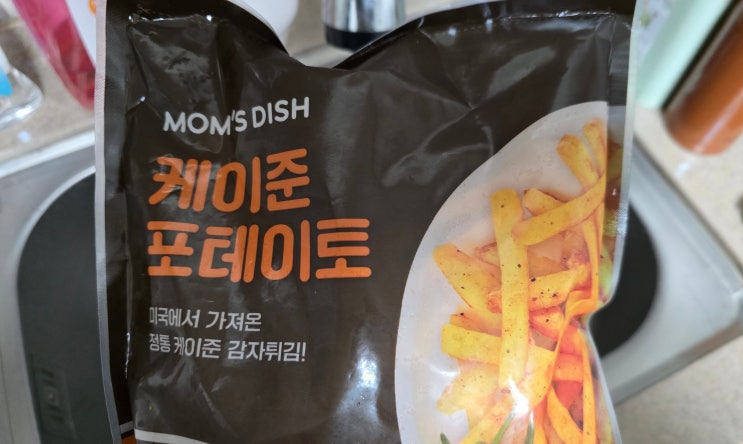 MOM'S DISH
케이준
포테이토
미국에서 가져온
정통 케이준 감자튀김!